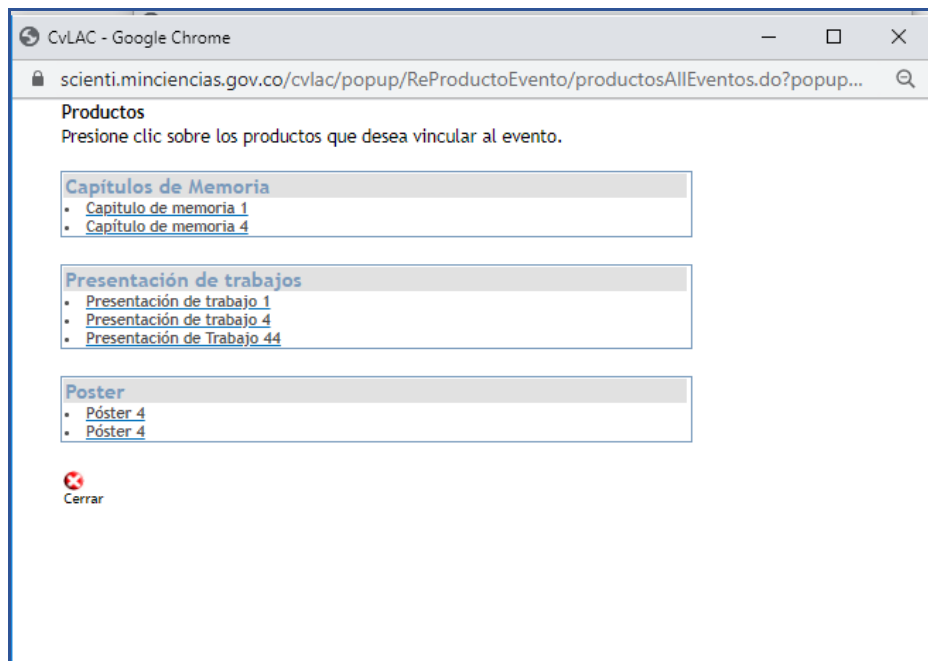 CvLAC - Google Chrome
scienti.minciencias.gov.co/cvlac/popup/ReProductoEvento/productosAllEventos.do?popup...
Productos
Presione clic sobre los productos que desea vincular al evento.
Capítulos de Memoria
• Capitulo de memoria 1
• Capítulo de memoria 4
Presentación de trabajos
• Presentación de trabajo 1
• Presentación de trabajo 4
• Presentación de Trabajo 44
Poster
• Póster 4
• Póster 4
Cerrar